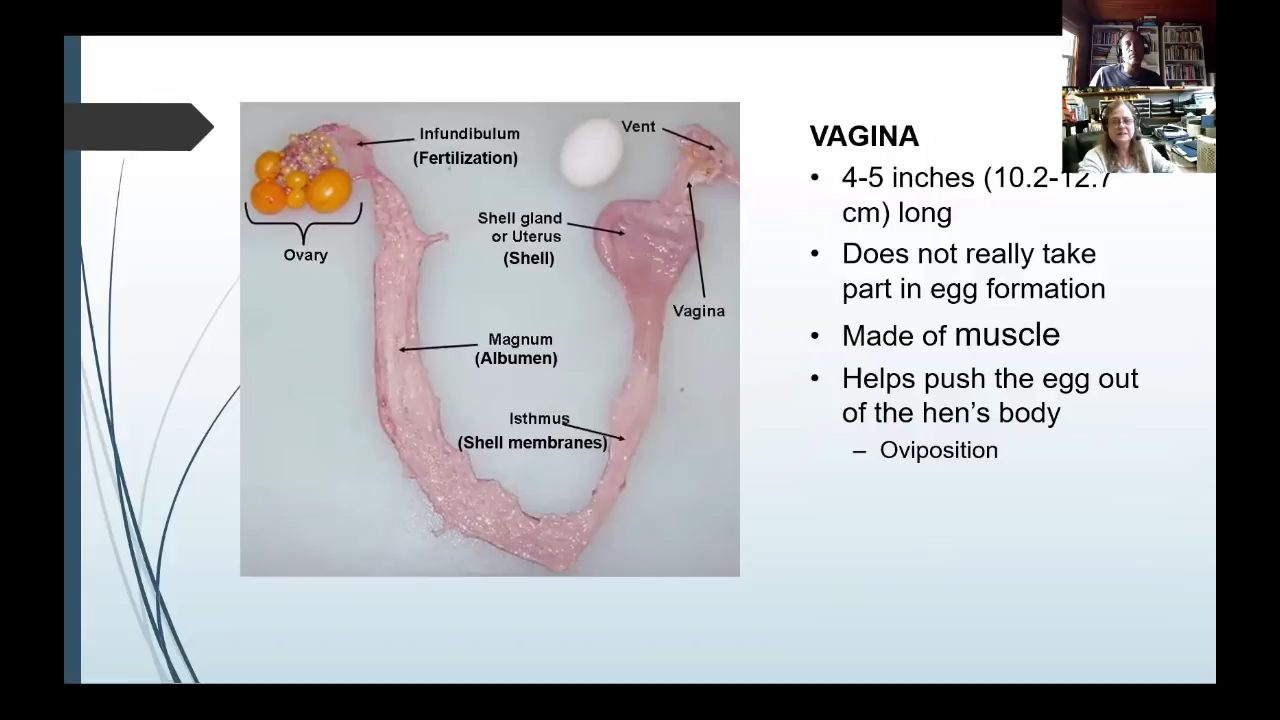 Infundibulum
(Fertilization)
Vent
Ovary
Shell gland
or Uterus
(Shell)
Vagina
Magnum
(Albumen)
Isthmus
(Shell membranes)
VAGINA
• 4-5 inches (10.2-12.7
cm) long
• Does not really take
part in egg formation
• Made of muscle
• Helps push the egg out
of the hen’s body
– Oviposition